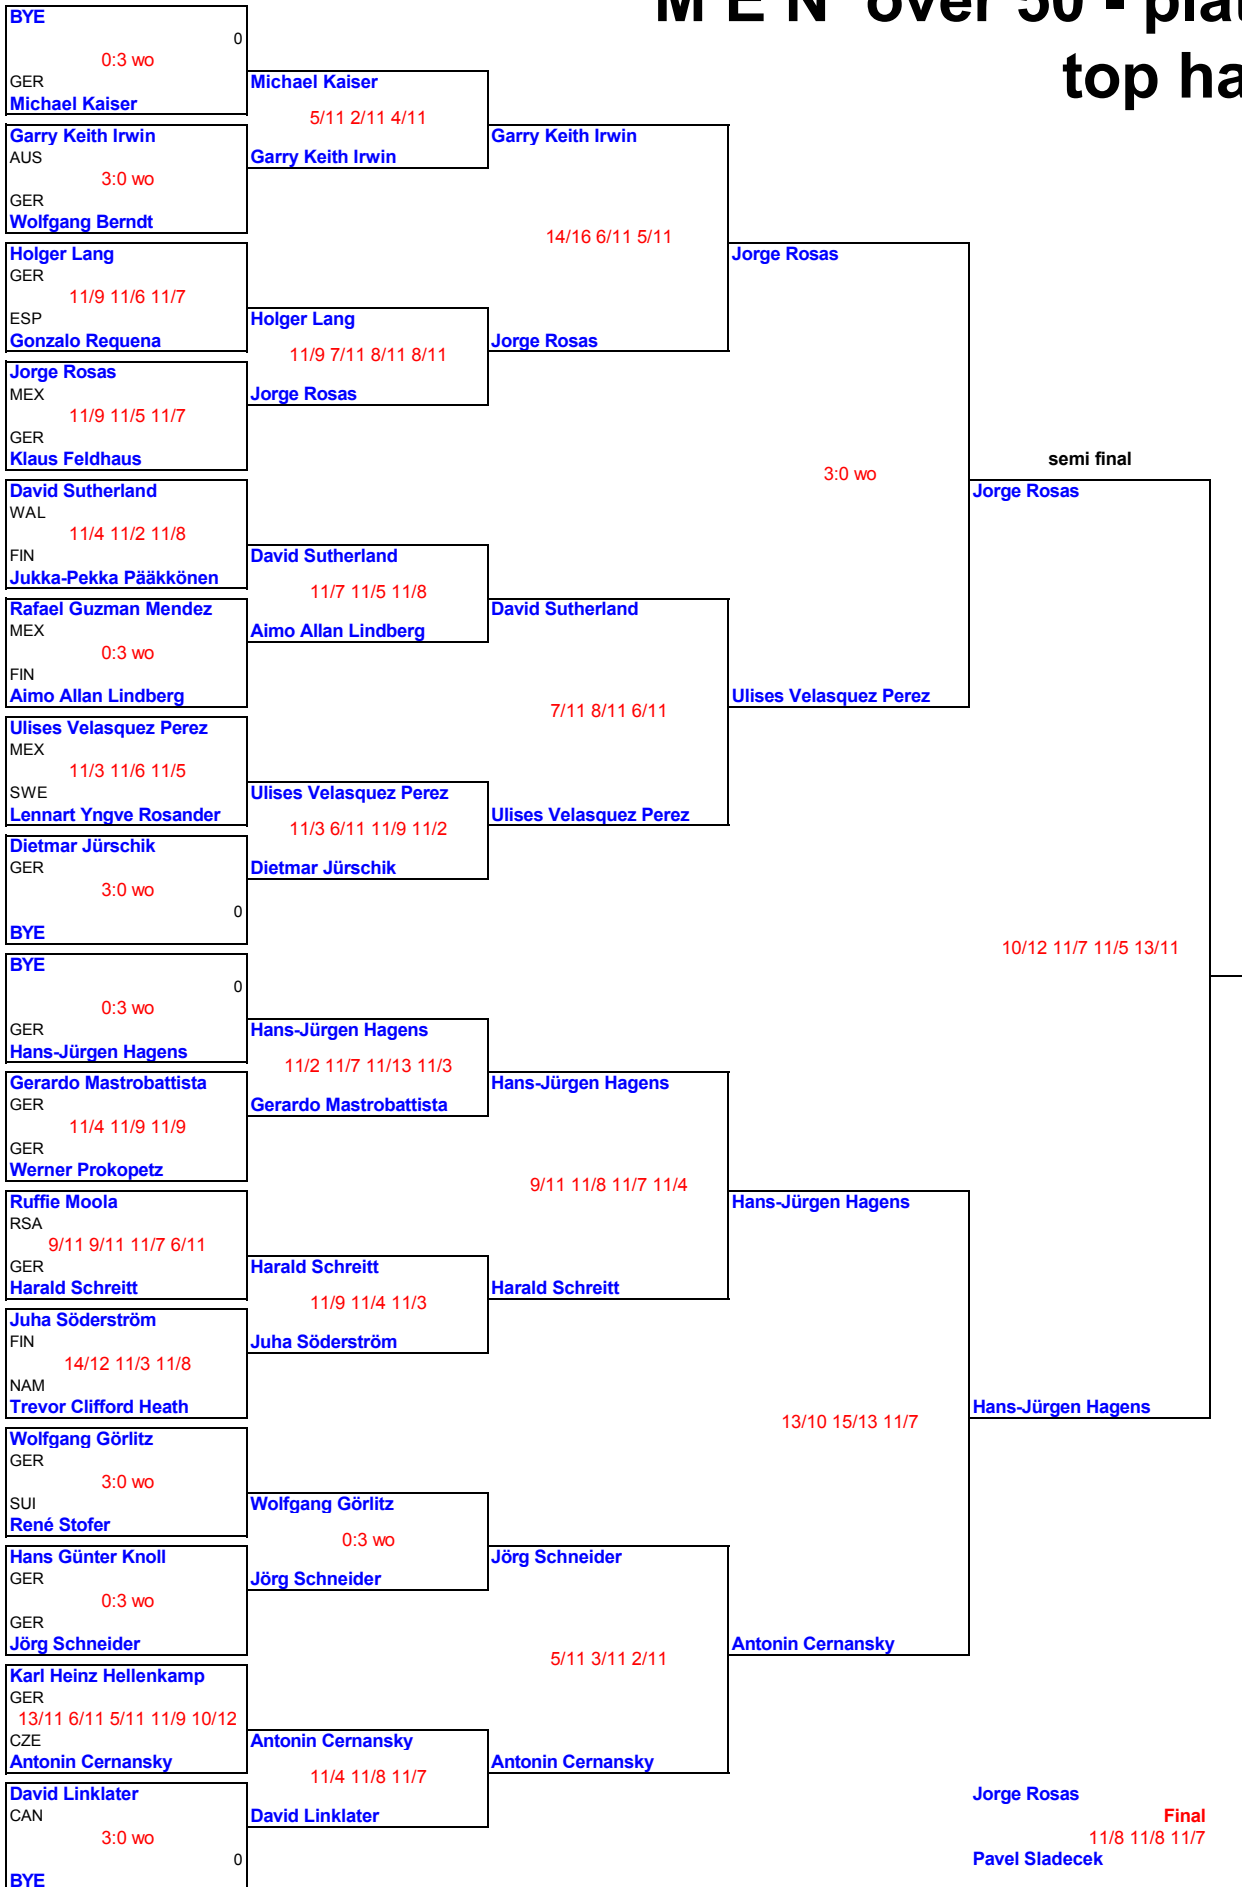 M E N over 50 - plat
top ha
BYE
0
0:3 wo
GER
Michael Kaiser
Garry Keith Irwin
AUS
3:0 wo
GER
Wolfgang Berndt
Holger Lang
GER
11/9 11/6 11/7
ESP
Gonzalo Requena
Jorge Rosas
MEX
11/9 11/5 11/7
GER
Klaus Feldhaus
David Sutherland
WAL
11/4 11/2 11/8
FIN
Jukka-Pekka Pääkkönen
Rafael Guzman Mendez
MEX
0:3 wo
FIN
Aimo Allan Lindberg
Ulises Velasquez Perez
MEX
11/3 11/6 11/5
SWE
Lennart Yngve Rosander
Dietmar Jürschik
GER
3:0 wo
0
BYE
BYE
0
0:3 wo
GER
Hans-Jürgen Hagens
Gerardo Mastrobattista
GER
11/4 11/9 11/9
GER
Werner Prokopetz
Ruffie Moola
RSA
9/11 9/11 11/7 6/11
GER
Harald Schreitt
Juha Söderström
FIN
14/12 11/3 11/8
NAM
Trevor Clifford Heath
Wolfgang Görlitz
GER
3:0 wo
SUI
René Stofer
Hans Günter Knoll
GER
0:3 wo
GER
Jörg Schneider
Karl Heinz Hellenkamp
GER
13/11 6/11 5/11 11/9 10/12
CZE
Antonin Cernansky
David Linklater
CAN
3:0 wo
0
BYE
Michael Kaiser
5/11 2/11 4/11
Garry Keith Irwin
Holger Lang
11/9 7/11 8/11 8/11
Jorge Rosas
David Sutherland
11/7 11/5 11/8
Aimo Allan Lindberg
Ulises Velasquez Perez
11/3 6/11 11/9 11/2
Dietmar Jürschik
Hans-Jürgen Hagens
11/2 11/7 11/13 11/3
Gerardo Mastrobattista
Harald Schreitt
11/9 11/4 11/3
Juha Söderström
Wolfgang Görlitz
0:3 wo
Jörg Schneider
Antonin Cernansky
11/4 11/8 11/7
David Linklater
Garry Keith Irwin
14/16 6/11 5/11
Jorge Rosas
David Sutherland
7/11 8/11 6/11
Ulises Velasquez Perez
Hans-Jürgen Hagens
9/11 11/8 11/7 11/4
Harald Schreitt
Jörg Schneider
5/11 3/11 2/11
Antonin Cernansky
Jorge Rosas
3:0 wo
Ulises Velasquez Perez
Hans-Jürgen Hagens
13/10 15/13 11/7
Antonin Cernansky
semi final
Jorge Rosas
10/12 11/7 11/5 13/11
Hans-Jürgen Hagens
Jorge Rosas
Final
11/8 11/8 11/7
Pavel Sladecek